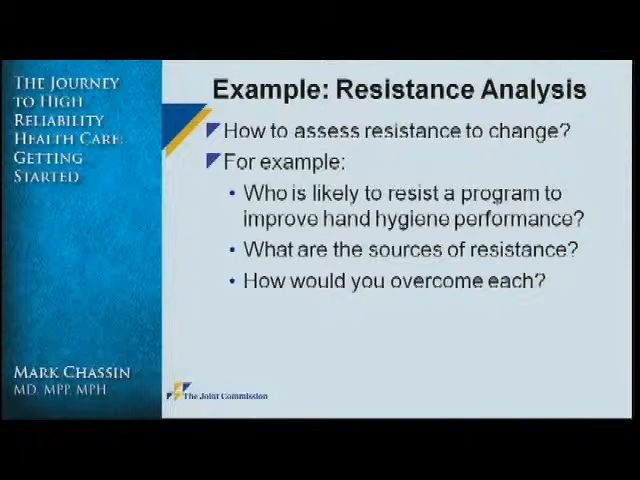 THE JOURNEY
TO HIGH
RELIABILITY
HEALTH CARE:
GETTING
STARTED
MARK CHASSIN
MD, MPP, MPH
Example: Resistance Analysis
How to assess resistance to change?
For example:
• Who is likely to resist a program to
improve hand hygiene performance?
• What are the sources of resistance?
• How would you overcome each?
The Joint Commission